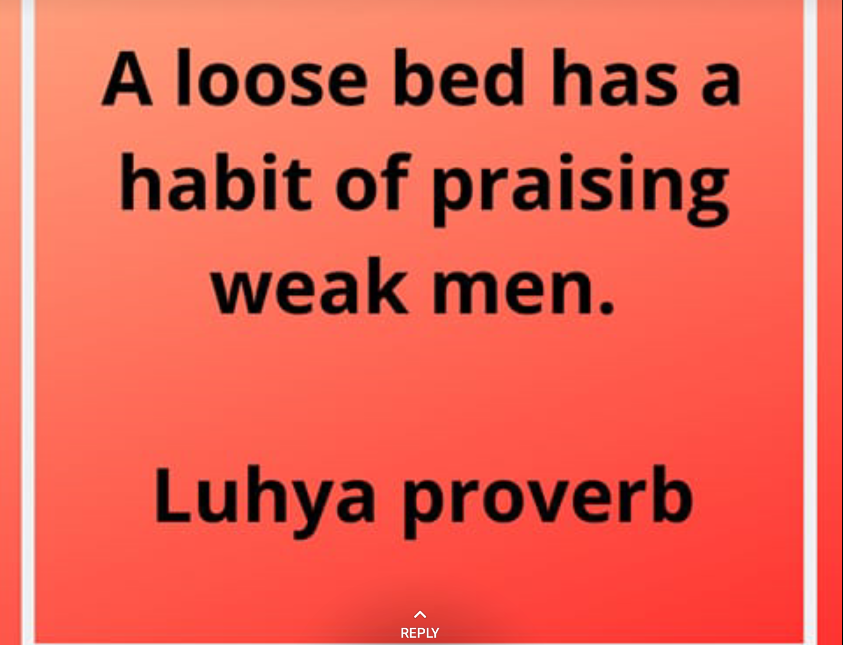 A loose bed has a
habit of praising
weak men.
Luhya proverb
REPLY